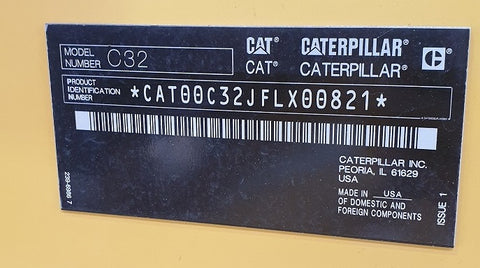 MODEL NUMBER C32
CAT CATERPILLAR C
CAT® CATERPILLAR®
PRODUCT IDENTIFICATION NUMBER *CAT00C32JFLX00821*
CATERPILLAR INC.
PEORIA, IL 61629
USA
MADE IN USA
OF DOMESTIC AND
FOREIGN COMPONENTS
ISSUE 1